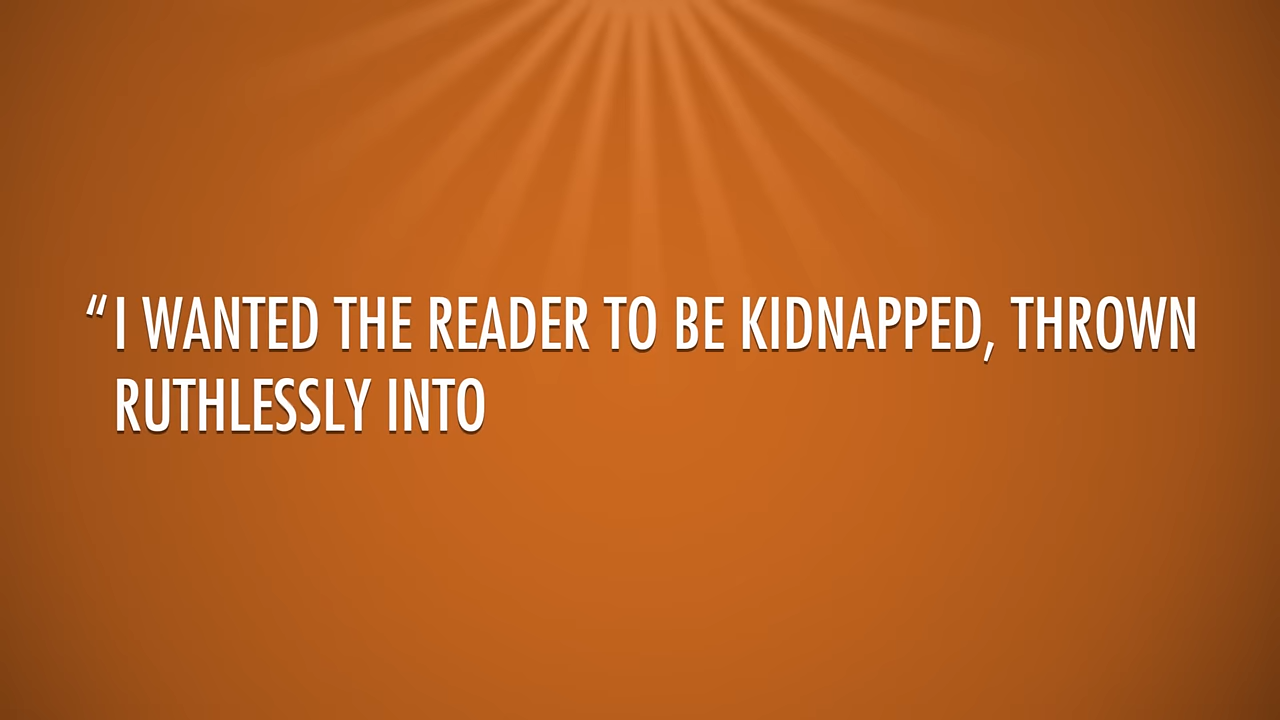 “I WANTED THE READER TO BE KIDNAPPED, THROWN
RUTHLESSLY INTO